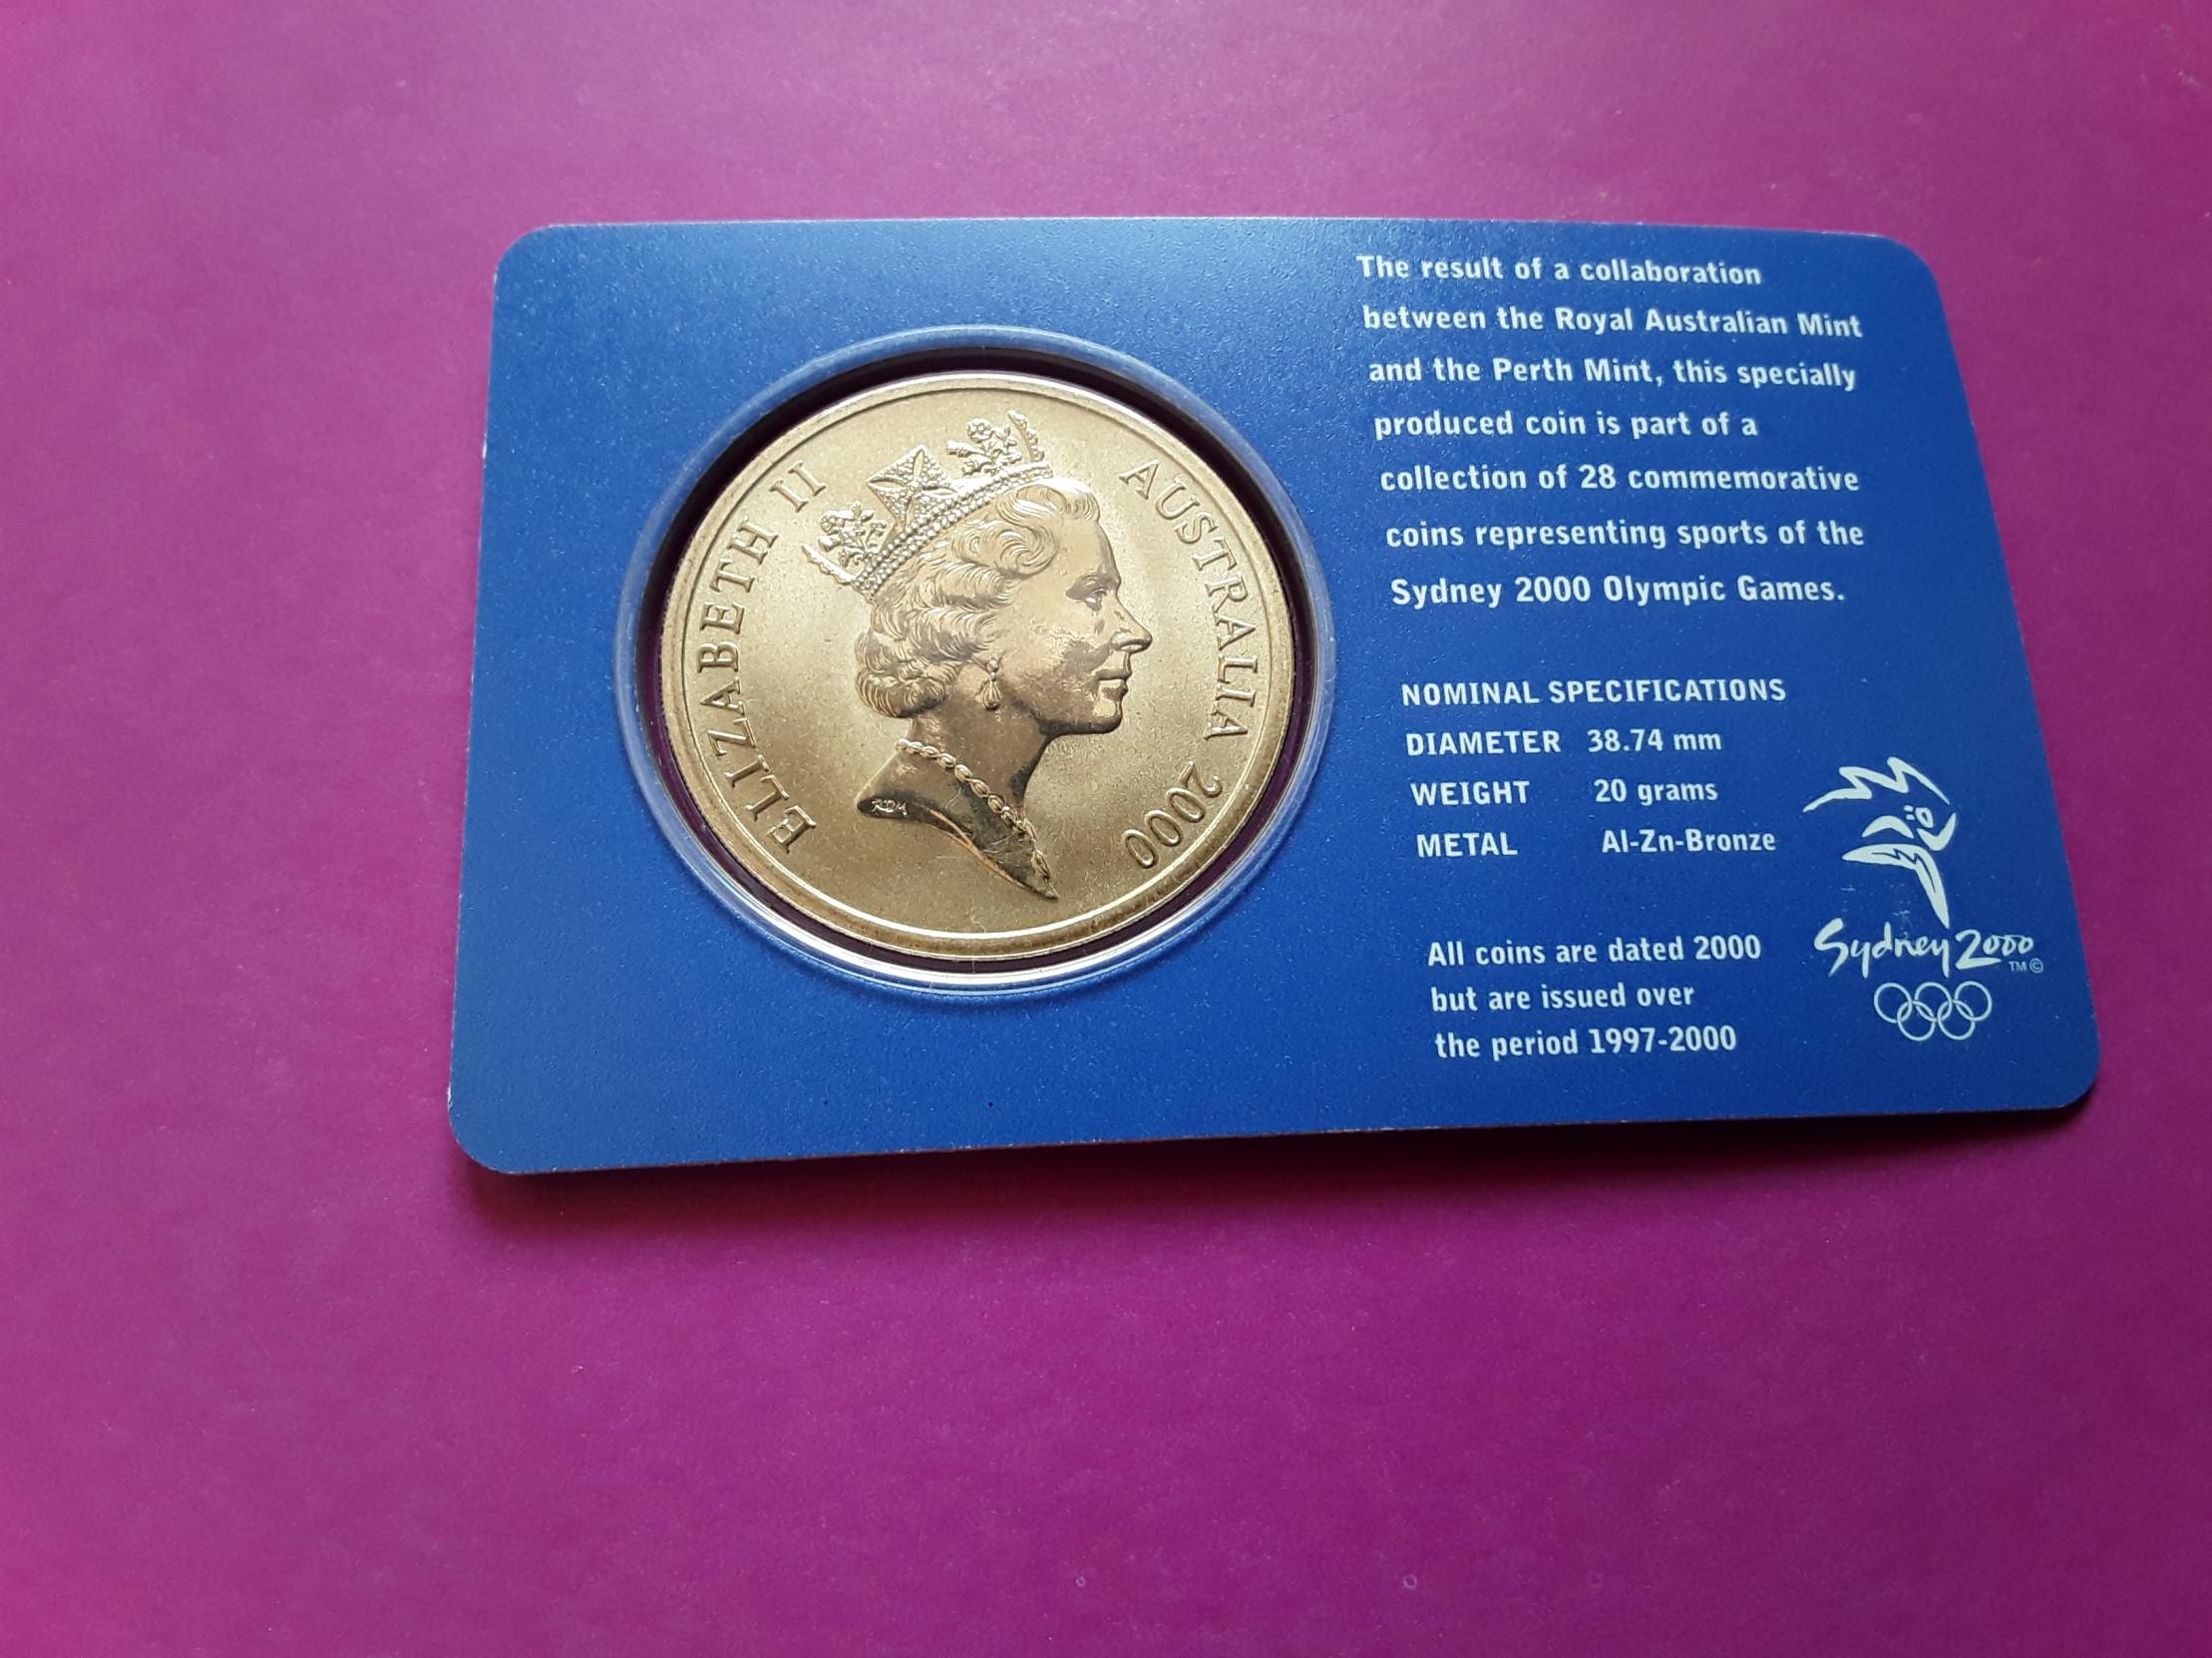 ELIZABETH II
AUSTRALIA 2000
RDM
The result of a collaboration
between the Royal Australian Mint
and the Perth Mint, this specially
produced coin is part of a
collection of 28 commemorative
coins representing sports of the
Sydney 2000 Olympic Games.
NOMINAL SPECIFICATIONS
DIAMETER 38.74 mm
WEIGHT 20 grams
METAL Al-Zn-Bronze
All coins are dated 2000
but are issued over
the period 1997-2000
Sydney 2000
TM ©